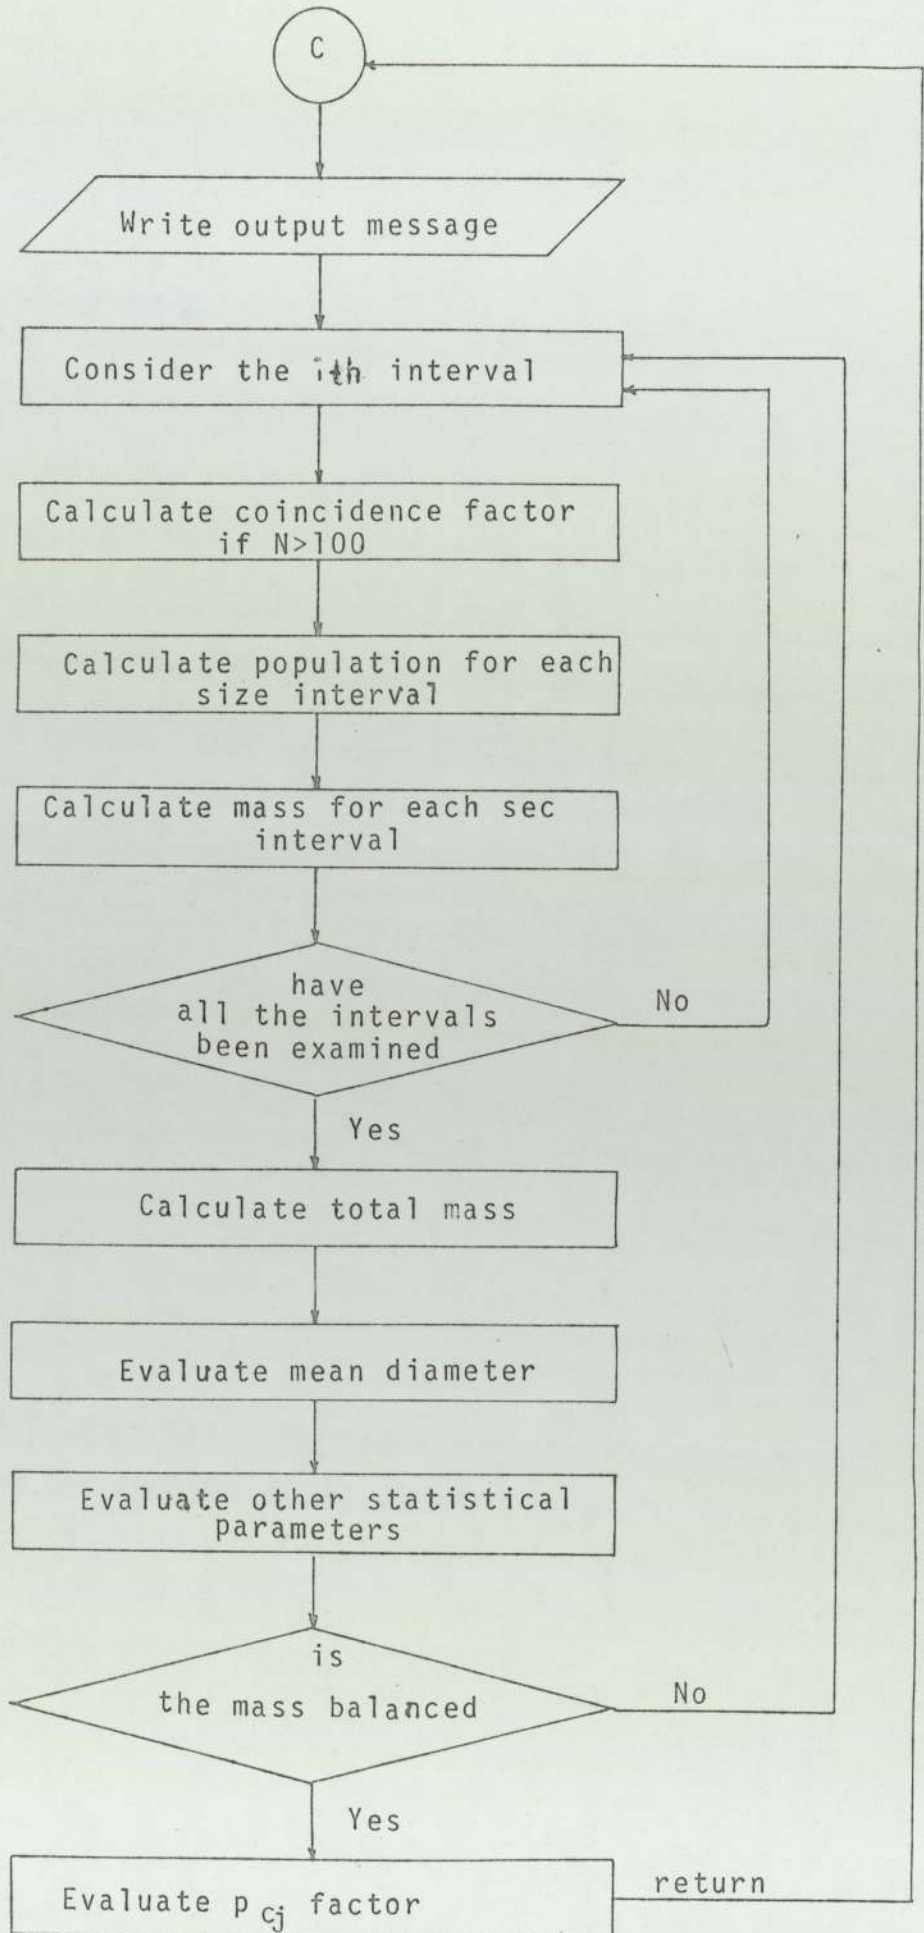 C
Write output message
Consider the ith interval
Calculate coincidence factor
if N>100
Calculate population for each
size interval
Calculate mass for each sec
interval
have
all the intervals
been examined
No
Yes
Calculate total mass
Evaluate mean diameter
Evaluate other statistical
parameters
is
the mass balanced
No
Yes
Evaluate p cj factor
return